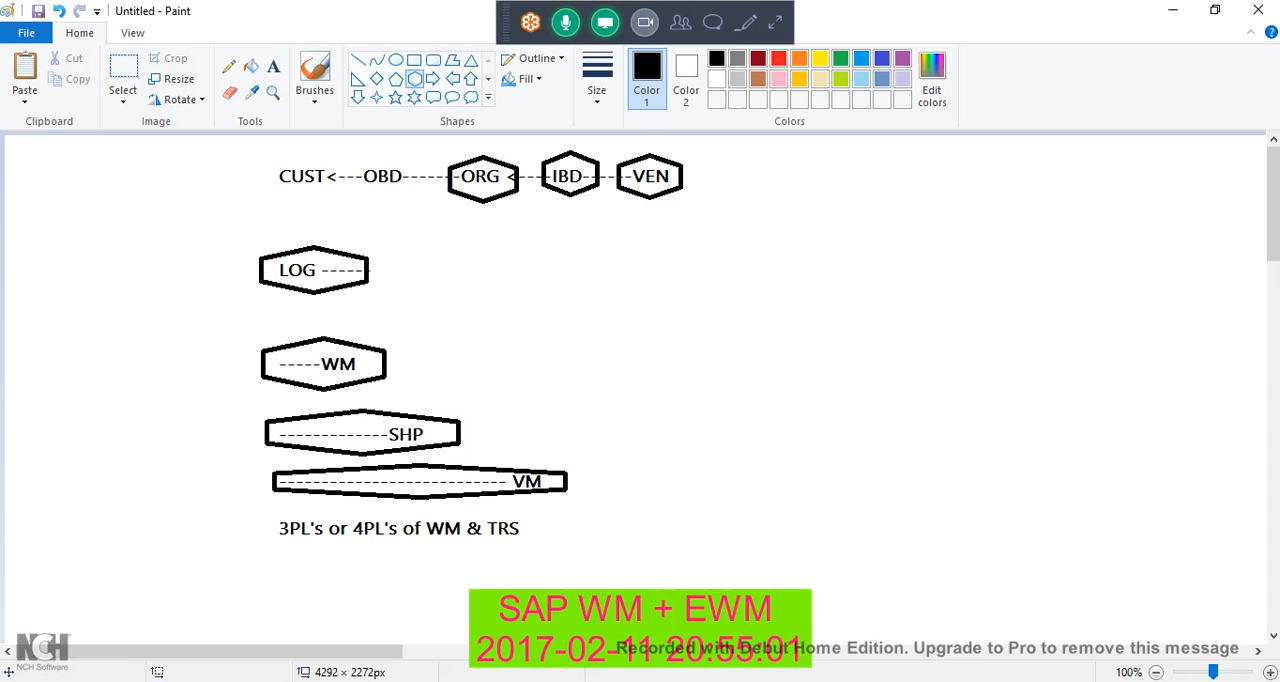 Untitled - Paint
File
Home
View
Paste
Cut
Copy
Clipboard
Select
Crop
Resize
Rotate
Image
A
Tools
Brushes
Outline
Fill
Shapes
Size
Color 1
Color 2
Edit colors
Colors
CUST<---OBD------ORG <---IBD-----VEN
LOG ------
-----WM
-------------SHP
---------------------------- VM
3PL's or 4PL's of WM & TRS
SAP WM + EWM
2017-02-11 20:55:01
Recorded with Debut Home Edition. Upgrade to Pro to remove this message
NCH
NCH Software
4292 × 2272px
100%